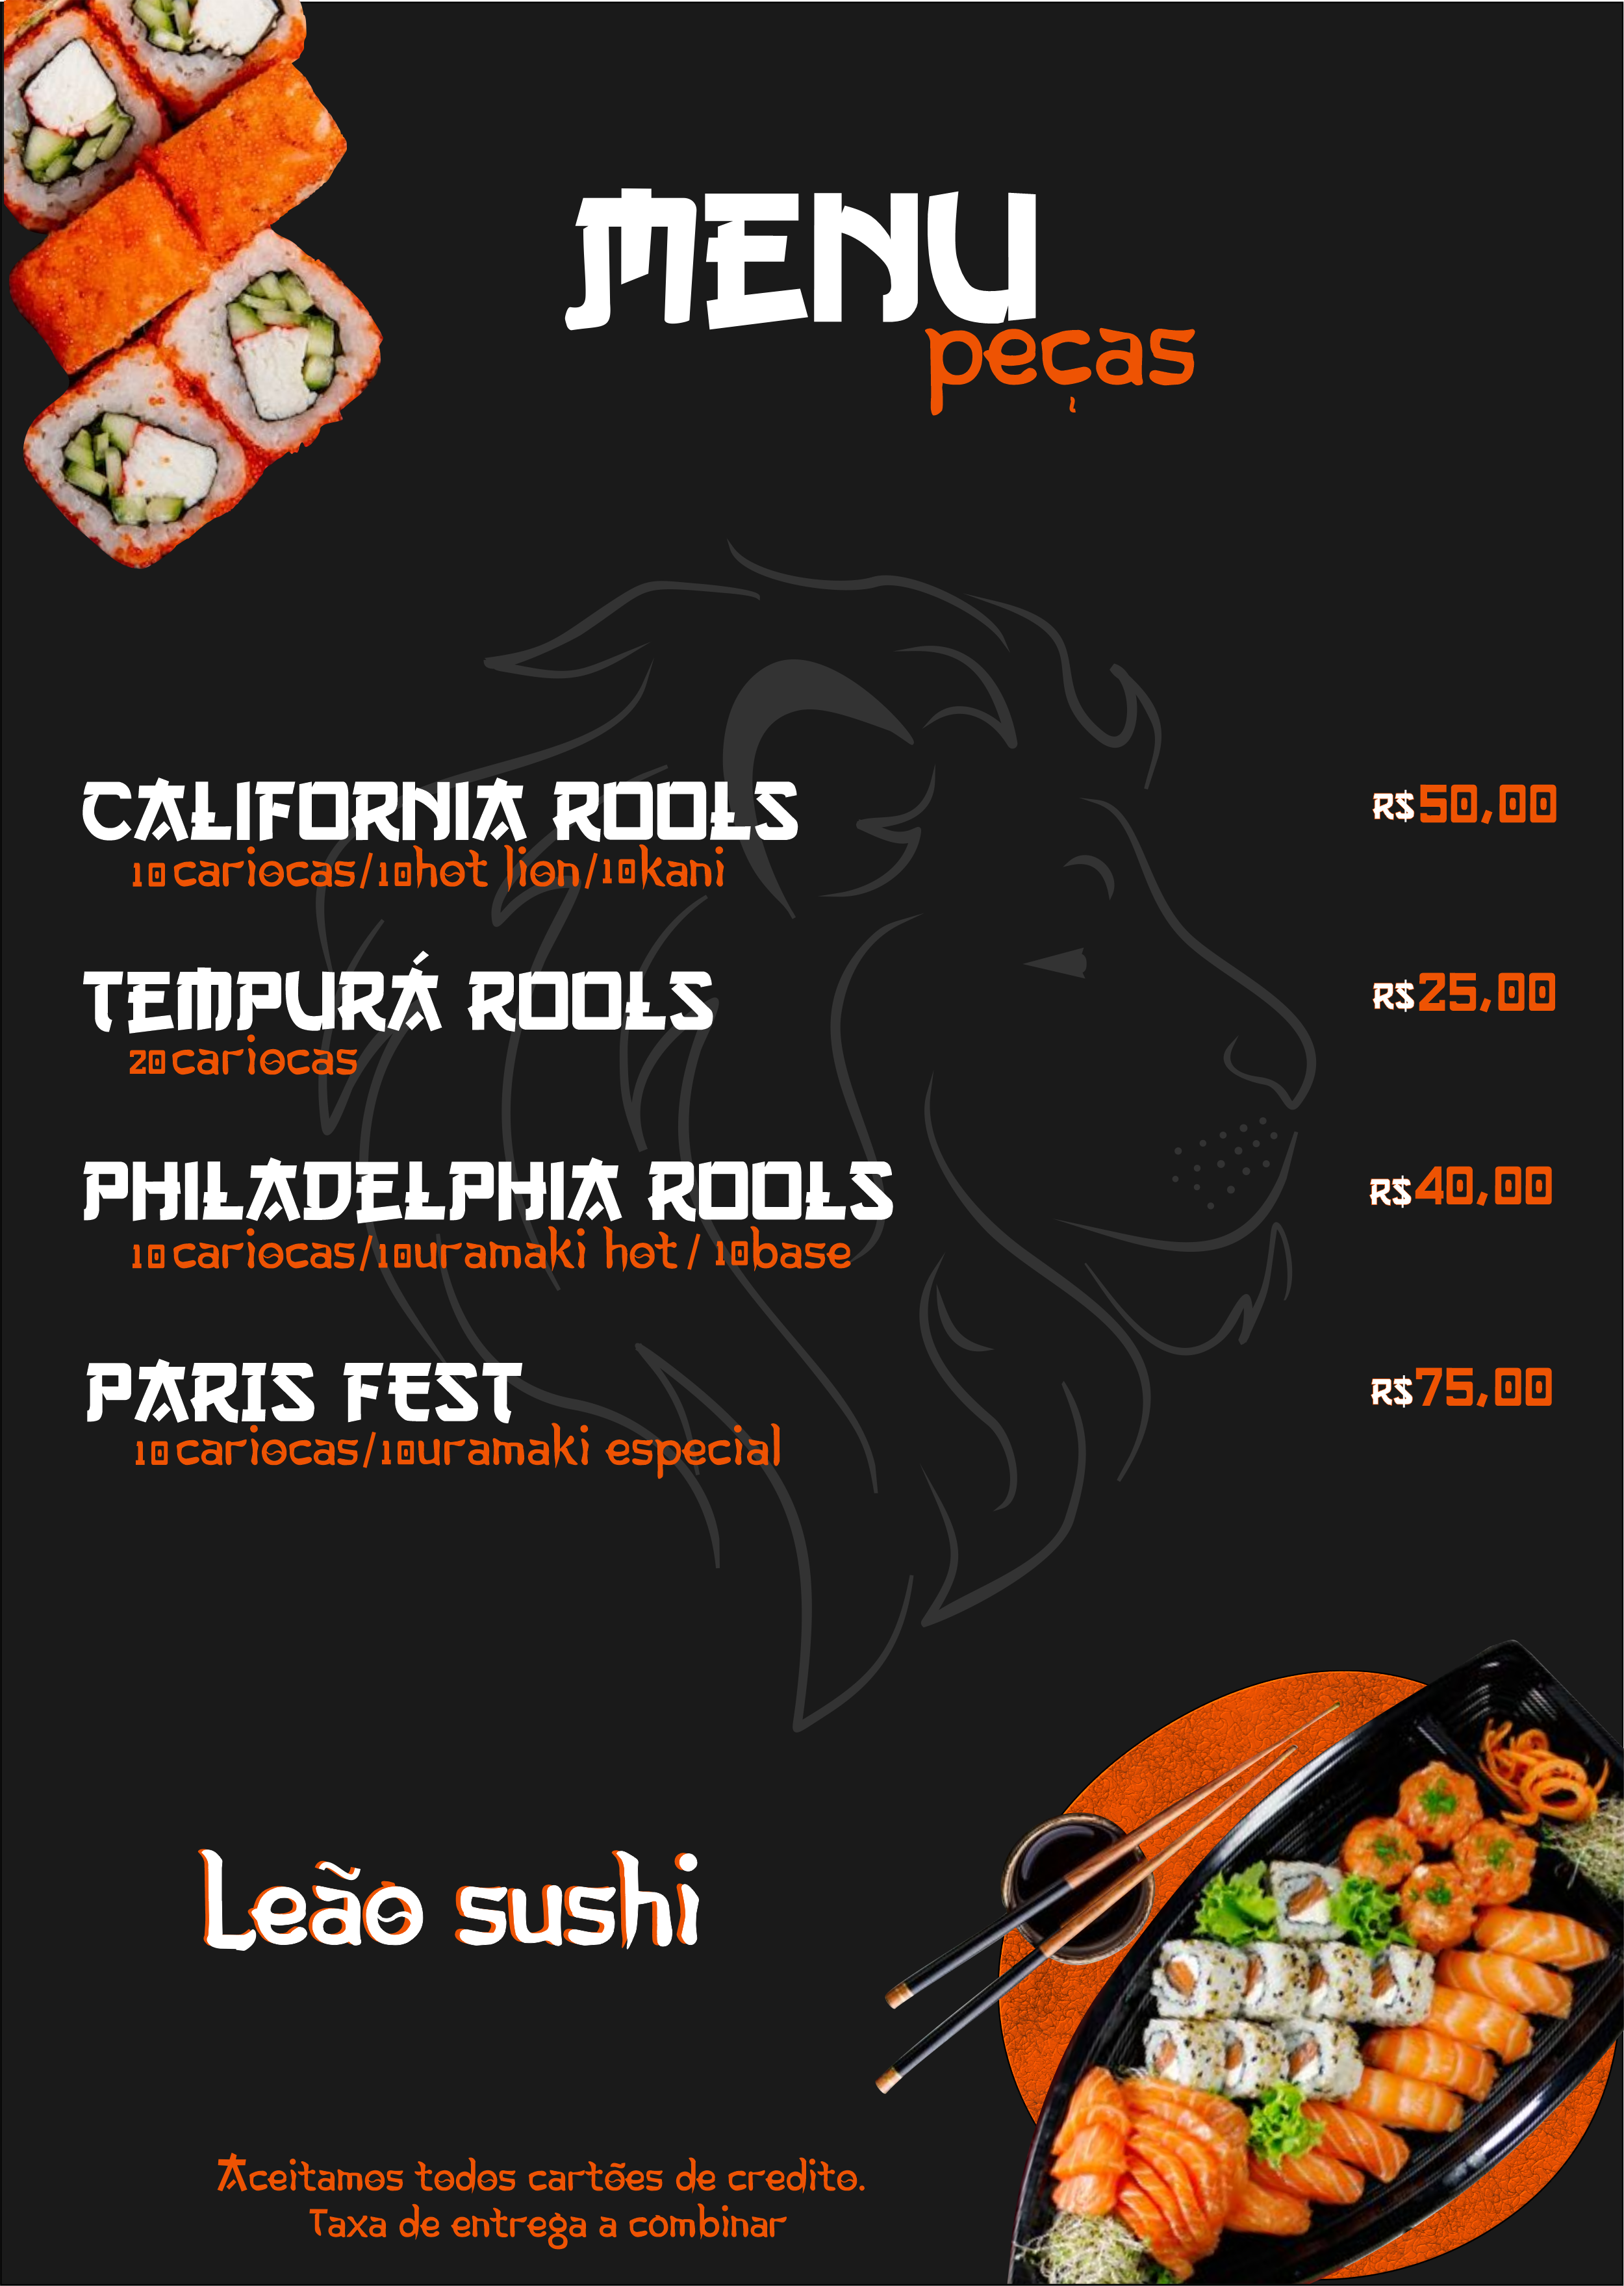 MENU
peças
CALIFORNIA ROOLS R$50,00
10cariocas/10hot lion/10kani
TEMPURÁ ROOLS R$25,00
20cariocas
PHILADELPHIA ROOLS R$40,00
10cariocas/10uramaki hot / 10base
PARIS FEST R$75,00
10cariocas/10uramaki especial
Leão sushi
Aceitamos todos cartões de credito.
Taxa de entrega a combinar